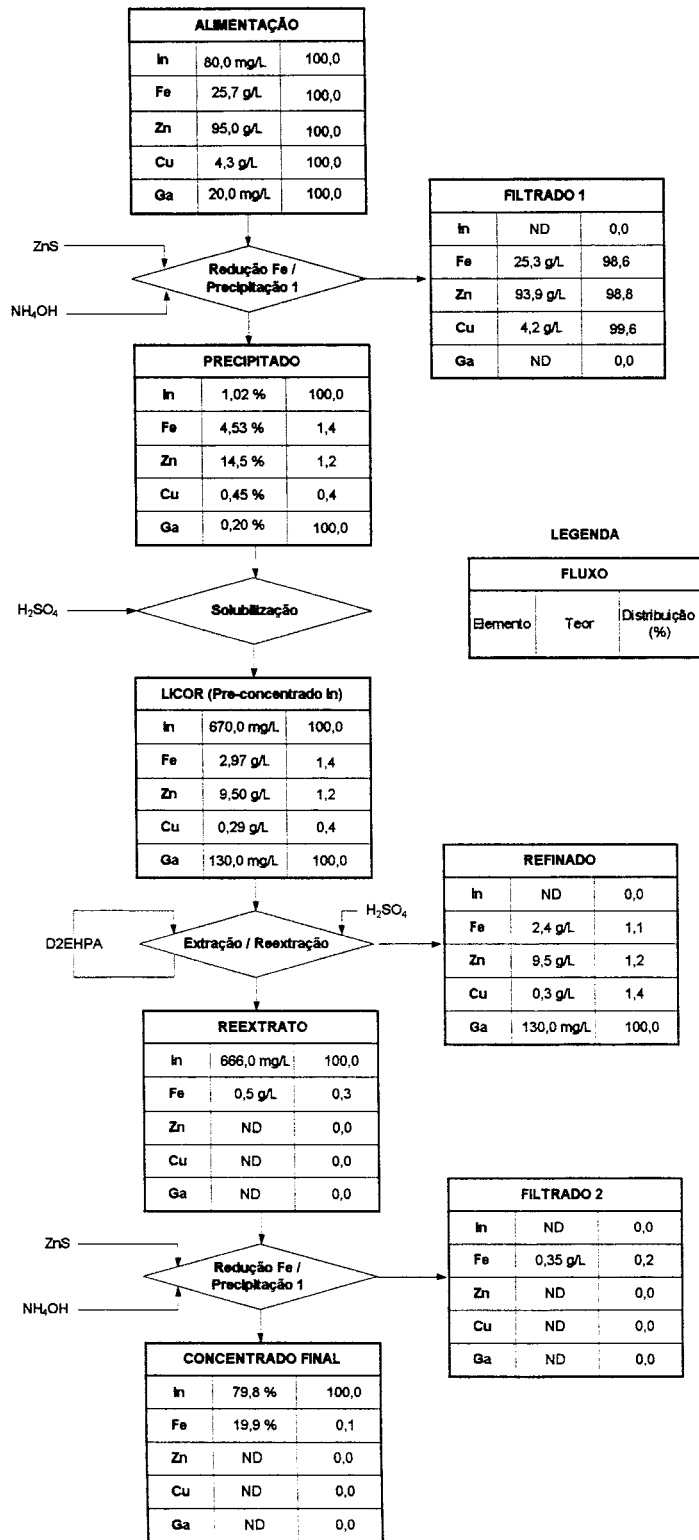 ALIMENTAÇÃO
In 80,0 mg/L 100,0
Fe 25,7 g/L 100,0
Zn 95,0 g/L 100,0
Cu 4,3 g/L 100,0
Ga 20,0 mg/L 100,0
ZnS
NH₄OH
Redução Fe /
Precipitação 1
FILTRADO 1
In ND 0,0
Fe 25,3 g/L 98,6
Zn 93,9 g/L 98,8
Cu 4,2 g/L 99,6
Ga ND 0,0
PRECIPITADO
In 1,02 % 100,0
Fe 4,53 % 1,4
Zn 14,5 % 1,2
Cu 0,45 % 0,4
Ga 0,20 % 100,0
LEGENDA
FLUXO
Elemento Teor Distribuição
(%)
H₂SO₄
Solubilização
LICOR (Pre-concentrado In)
In 670,0 mg/L 100,0
Fe 2,97 g/L 1,4
Zn 9,50 g/L 1,2
Cu 0,29 g/L 0,4
Ga 130,0 mg/L 100,0
D2EHPA
H₂SO₄
Extração / Reextração
REFINADO
In ND 0,0
Fe 2,4 g/L 1,1
Zn 9,5 g/L 1,2
Cu 0,3 g/L 1,4
Ga 130,0 mg/L 100,0
REEXTRATO
In 666,0 mg/L 100,0
Fe 0,5 g/L 0,3
Zn ND 0,0
Cu ND 0,0
Ga ND 0,0
ZnS
NH₄OH
Redução Fe /
Precipitação 1
FILTRADO 2
In ND 0,0
Fe 0,35 g/L 0,2
Zn ND 0,0
Cu ND 0,0
Ga ND 0,0
CONCENTRADO FINAL
In 79,8 % 100,0
Fe 19,9 % 0,1
Zn ND 0,0
Cu ND 0,0
Ga ND 0,0